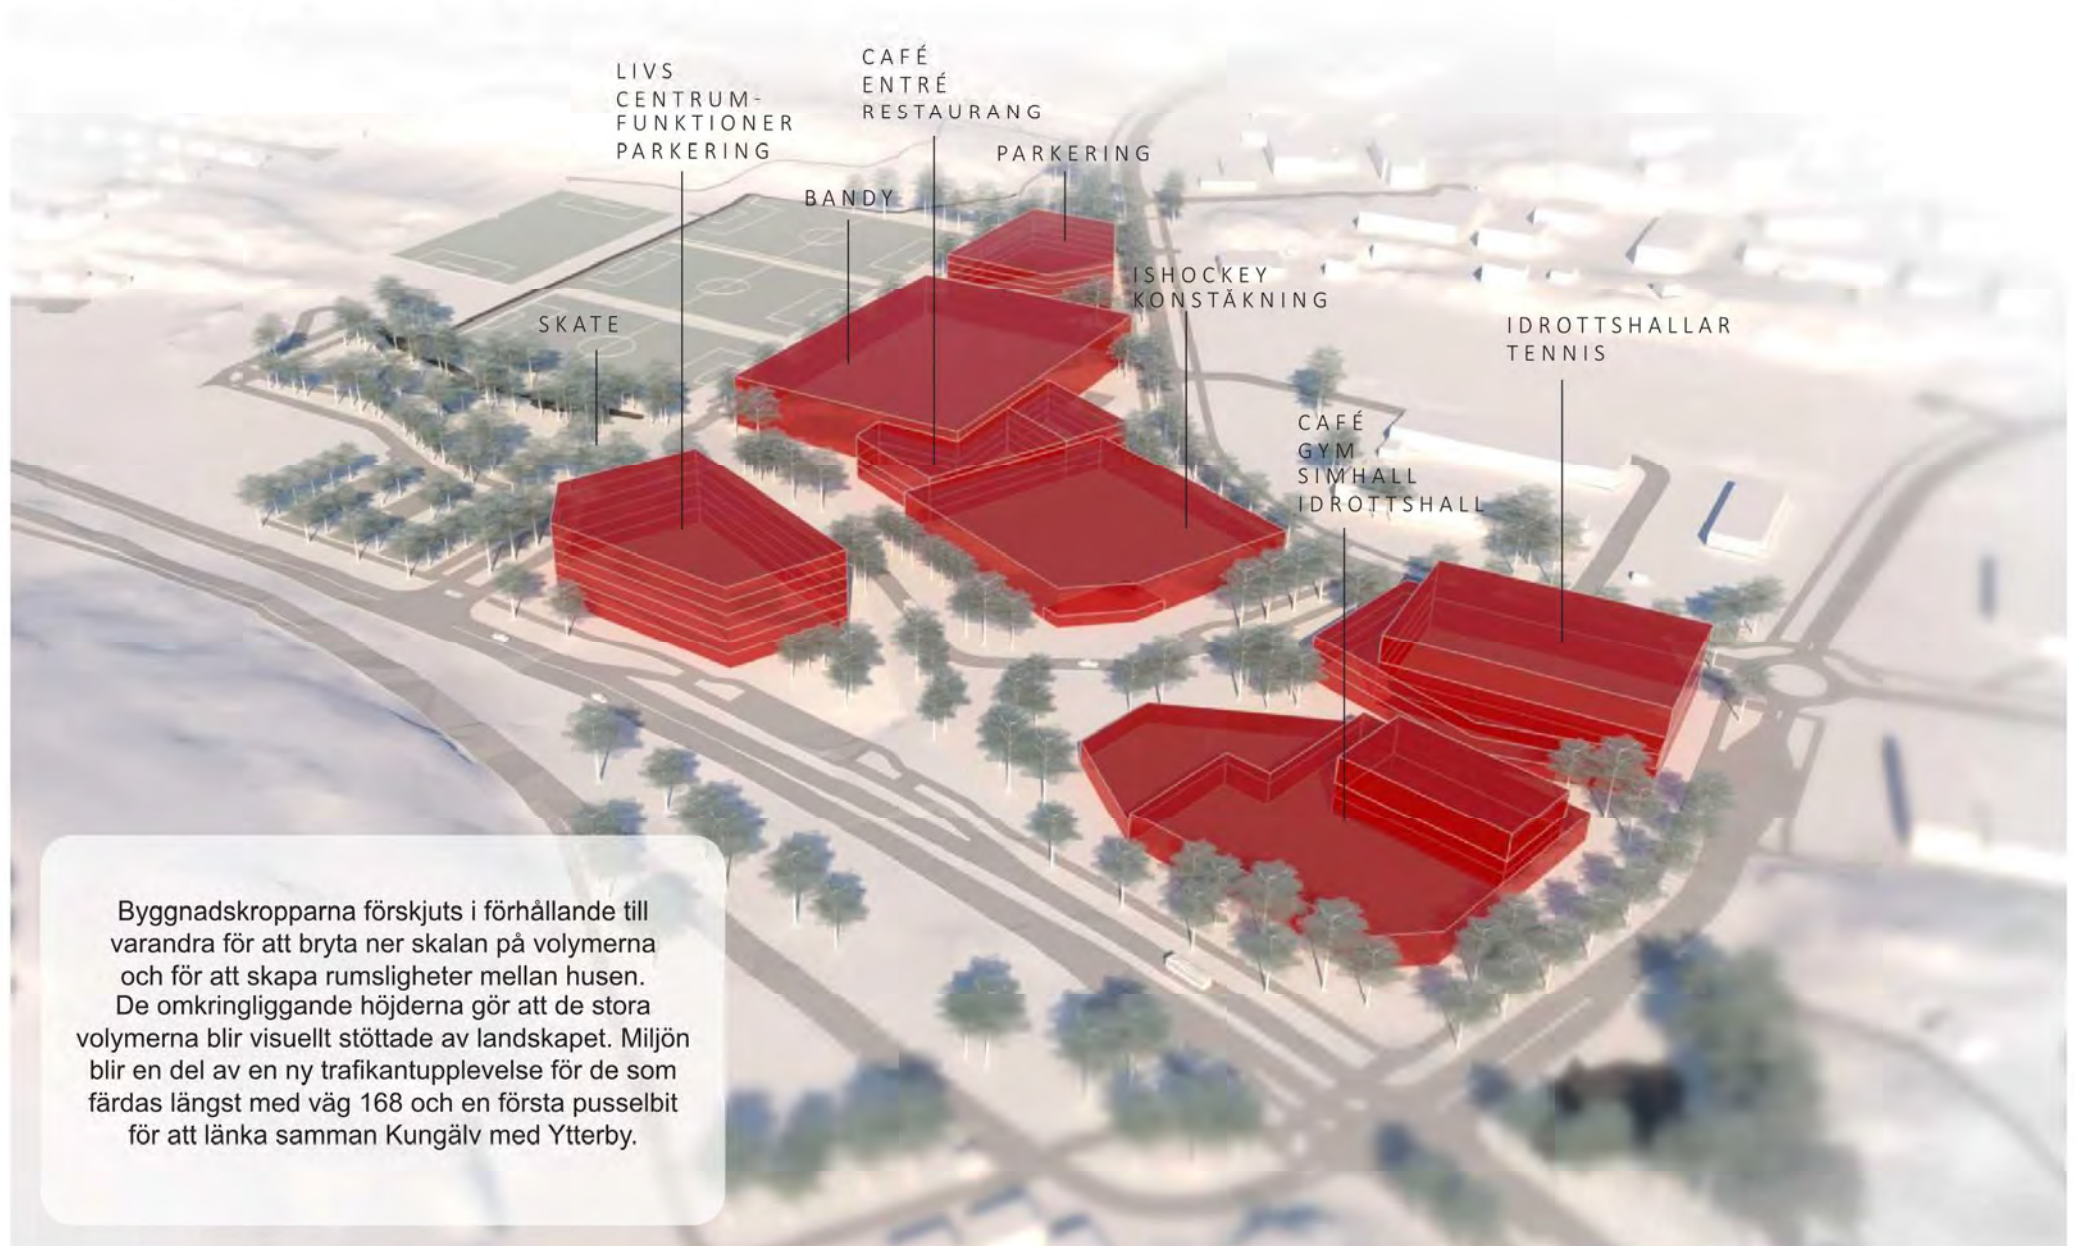 LIVS
CENTRUM-
FUNKTIONER
PARKERING
CAFÉ
ENTRÉ
RESTAURANG
PARKERING
BANDY
ISHOCKEY
KONSTÅKNING
SKATE
IDROTTSHALLAR
TENNIS
CAFÉ
GYM
SIMHALL
IDROTTSHALL
Byggnadskropparna förskjuts i förhållande till
varandra för att bryta ner skalan på volymerna
och för att skapa rumsligheter mellan husen.
De omkringliggande höjderna gör att de stora
volymerna blir visuellt stöttade av landskapet. Miljön
blir en del av en ny trafikantupplevelse för de som
färdas längst med väg 168 och en första pusselbit
för att länka samman Kungälv med Ytterby.